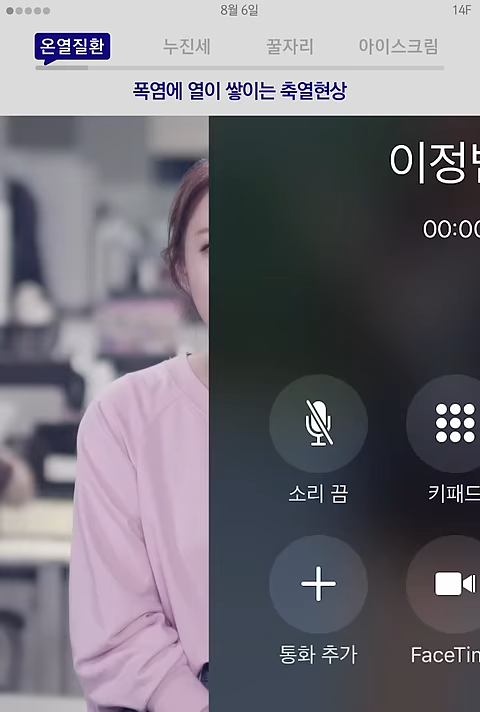 8월 6일
14F
온열질환 누진세 꿀자리 아이스크림
폭염에 열이 쌓이는 축열현상
이정
00:00
소리 끔
키패드
통화 추가